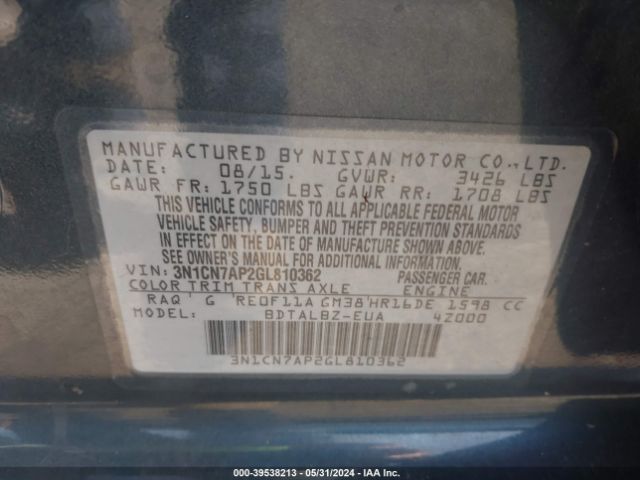 MANUFACTURED BY NISSAN MOTOR CO., LTD.
DATE: 08/15. GVWR: 3426 LBS
GAWR FR: 1750 LBS GAWR RR: 1708 LBS
THIS VEHICLE CONFORMS TO ALL APPLICABLE FEDERAL MOTOR
VEHICLE SAFETY, BUMPER AND THEFT PREVENTION STANDARDS
IN EFFECT ON THE DATE OF MANUFACTURE SHOWN ABOVE.
SEE OWNER'S MANUAL FOR ADDITIONAL INFORMATION
VIN: 3N1CN7AP2GL810362 PASSENGER CAR.
COLOR TRIM TRANS AXLE ENGINE
RAQ G RE0F11A GM38 HR16DE 1598 CC
MODEL: BDTALBZ-EUA 4Z000
3N1CN7AP2GL810362
000-39538213 - 05/31/2024 - IAA Inc.